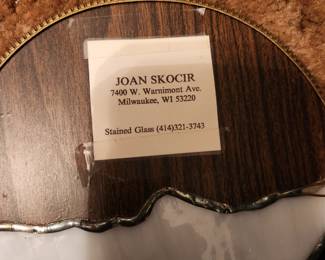 JOAN SKOCIR
7400 W. Warnimont Ave.
Milwaukee, WI 53220
Stained Glass (414)321-3743